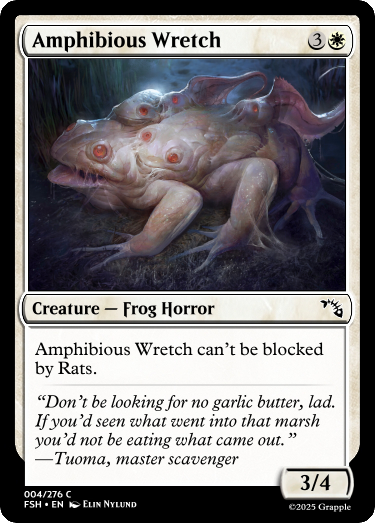 Amphibious Wretch 3
Creature — Frog Horror
Amphibious Wretch can't be blocked
by Rats.
"Don't be looking for no garlic butter, lad.
If you'd seen what went into that marsh
you'd not be eating what came out."
—Tuoma, master scavenger
3/4
004/276 C
FSH • EN Elin Nylund
©2025 Grapple